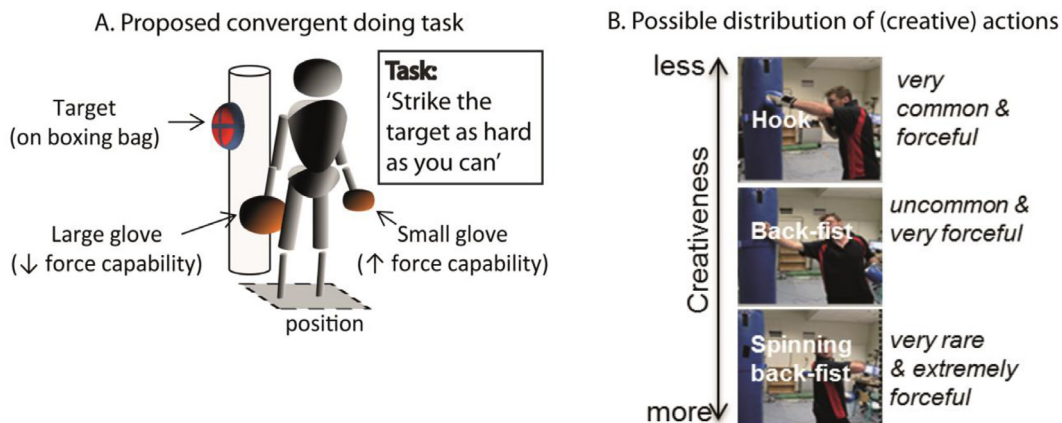 A. Proposed convergent doing task
Target
(on boxing bag)
Task:
'Strike the
target as hard
as you can'
Large glove
(↓ force capability)
Small glove
(↑ force capability)
position
B. Possible distribution of (creative) actions
less
Creativeness
more
Hook
very
common &
forceful
Back-fist
uncommon &
very forceful
Spinning
back-fist
very rare
& extremely
forceful